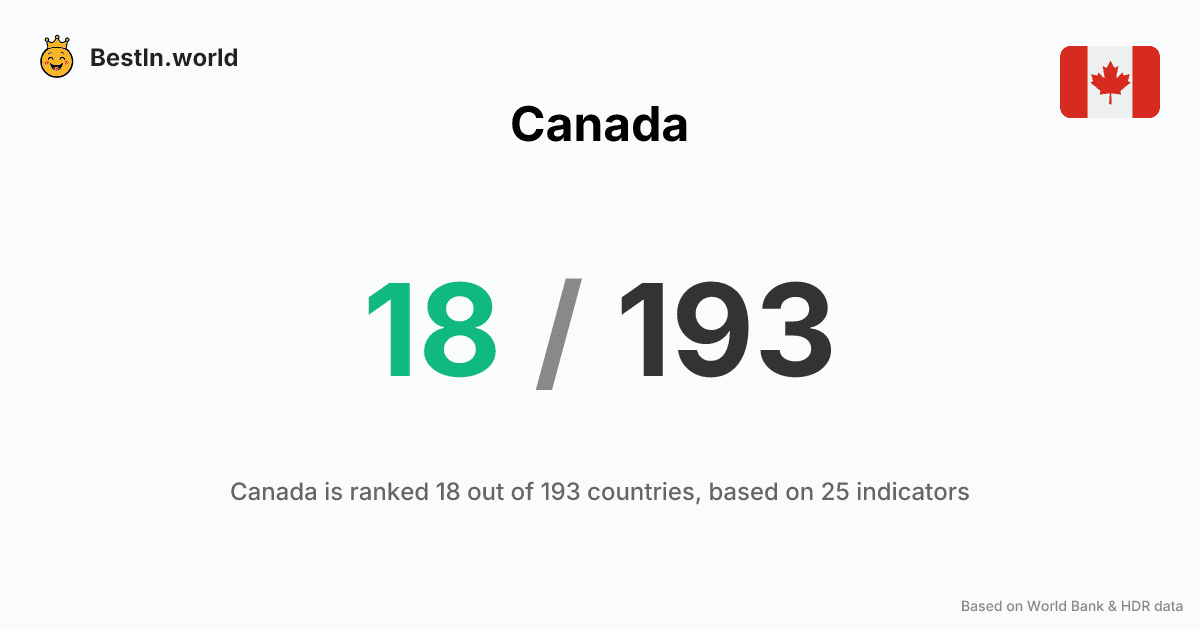 BestIn.world
Canada
18 / 193
Canada is ranked 18 out of 193 countries, based on 25 indicators
Based on World Bank & HDR data